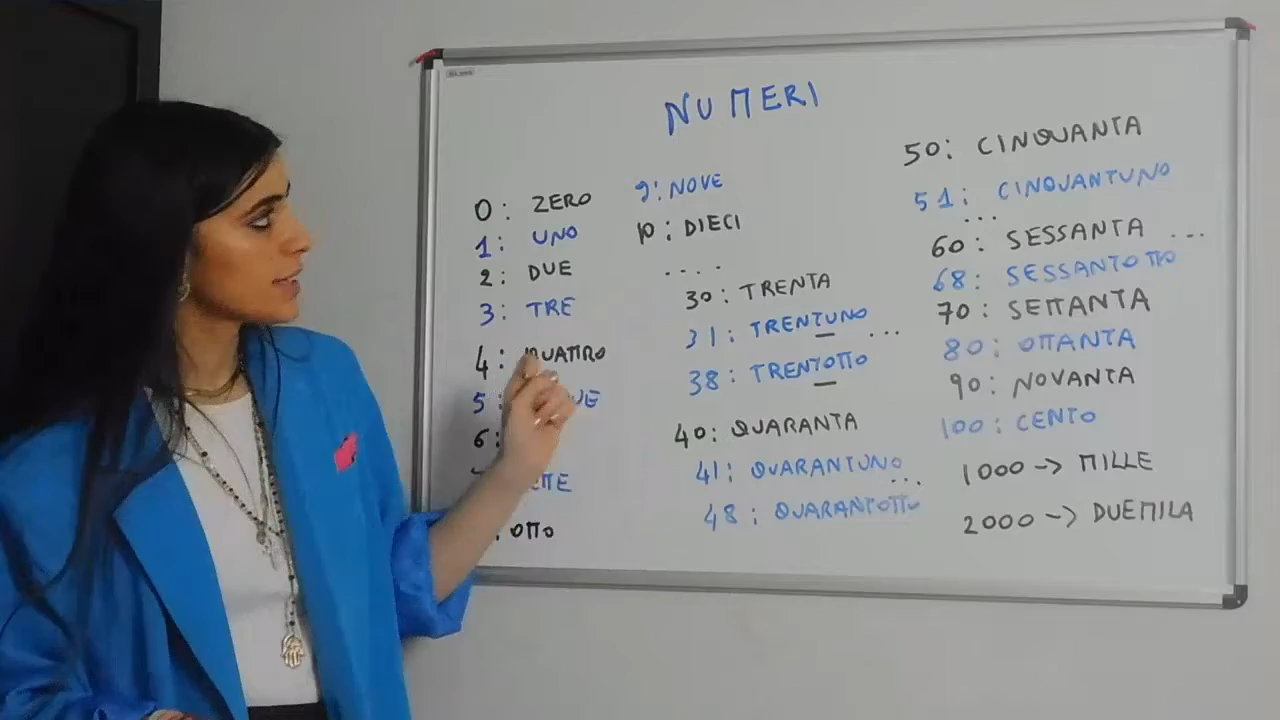 NUMERI
0: ZERO
1: UNO
2: DUE
3: TRE
4: QUATTRO
5:
6:
: OTTO
9: NOVE
10: DIECI
....
30: TRENTA
31: TRENTUNO ...
38: TRENTOTTO
40: QUARANTA
41: QUARANTUNO ...
48: QUARANTOTTO
50: CINQUANTA
51: CINQUANTUNO
...
60: SESSANTA ...
68: SESSANTOTTO
70: SETTANTA
80: OTTANTA
90: NOVANTA
100: CENTO
1000 -> MILLE
2000 -> DUEMILA